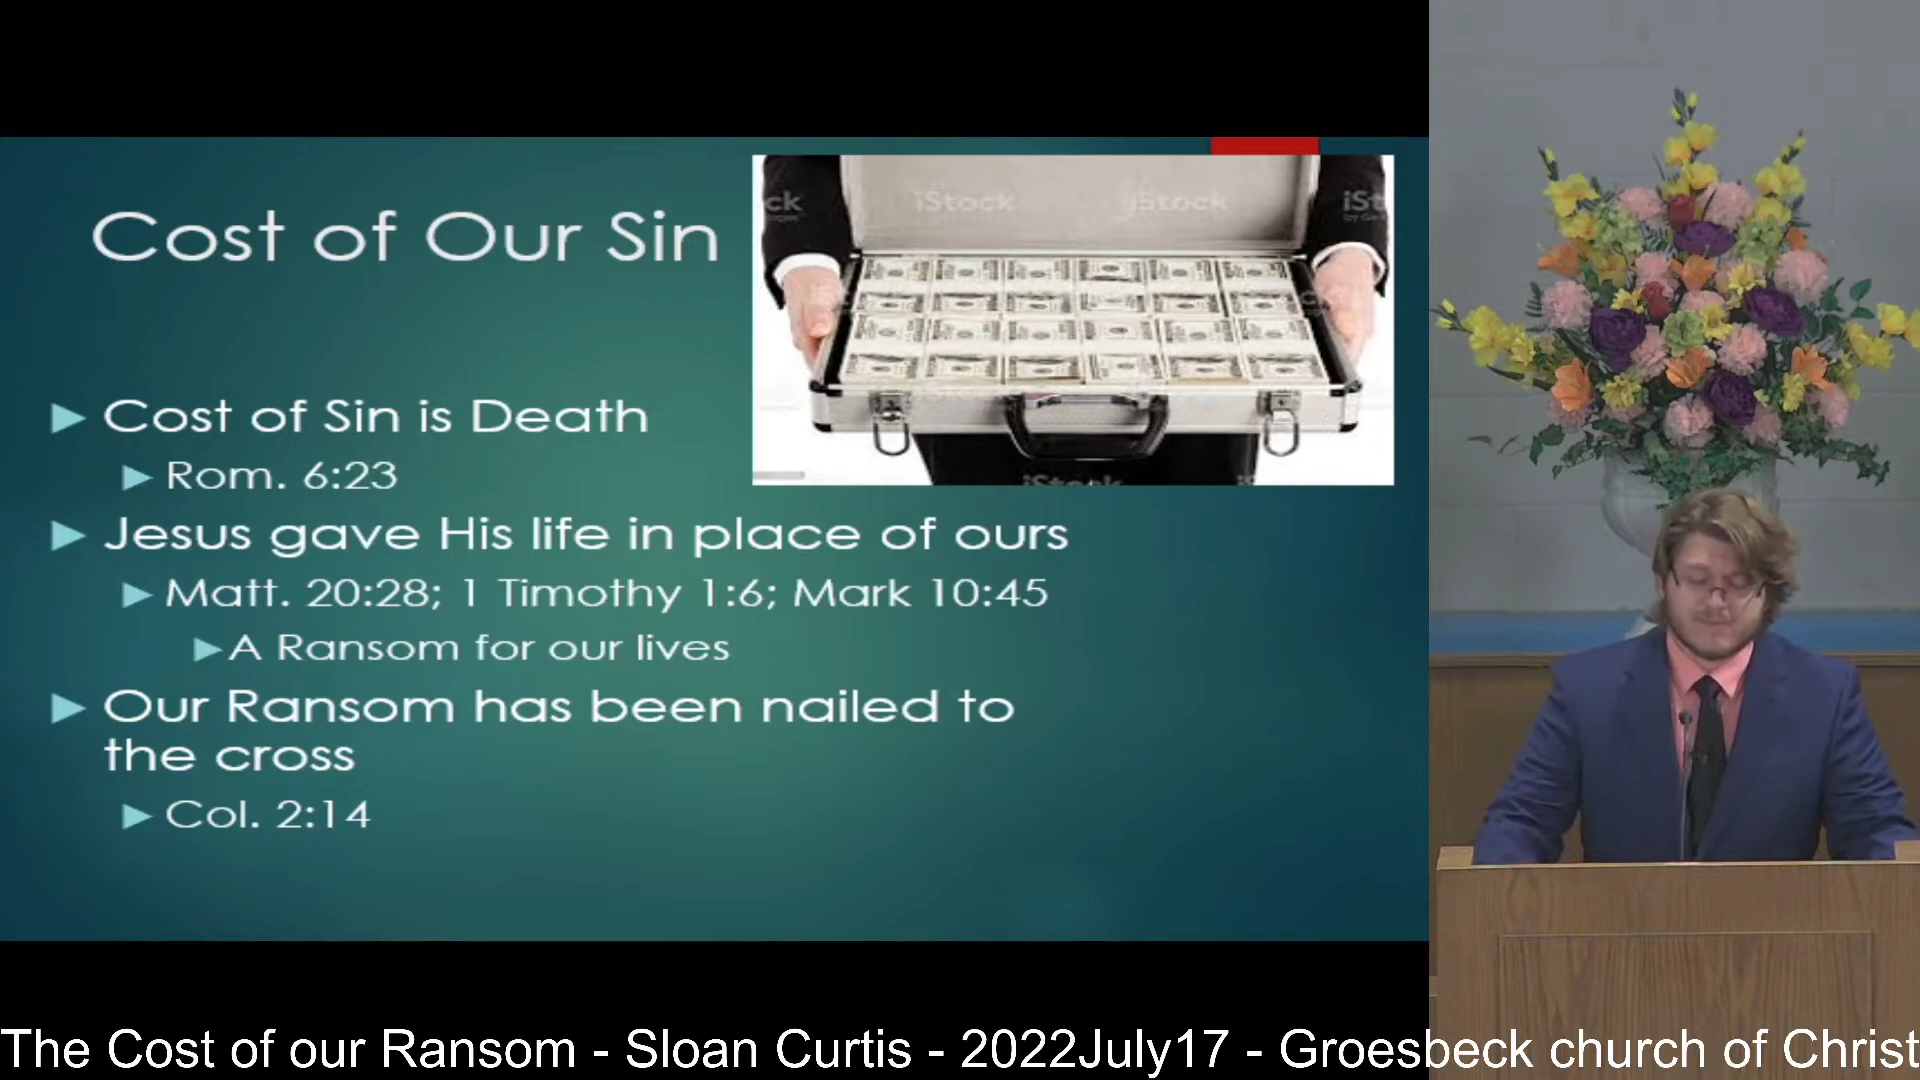 Cost of Our Sin
ck
iStock
iStock
iSt
Cost of Sin is Death
Rom. 6:23
Jesus gave His life in place of ours
Matt. 20:28; 1 Timothy 1:6; Mark 10:45
A Ransom for our lives
Our Ransom has been nailed to
the cross
Col. 2:14
The Cost of our Ransom - Sloan Curtis - 2022July17 - Groesbeck church of Christ